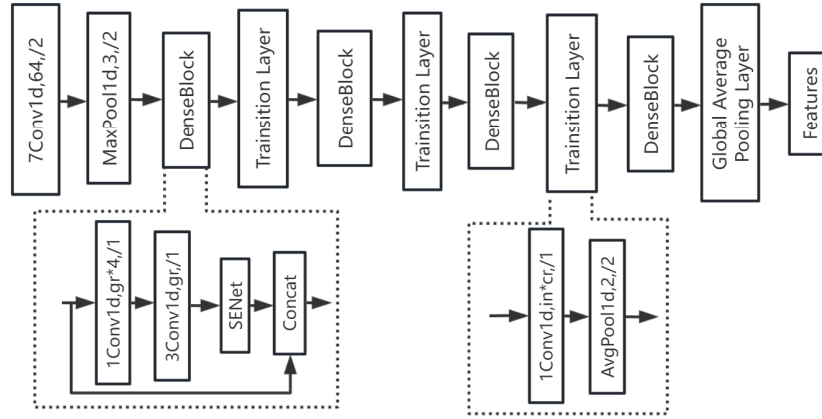 7Conv1d,64,/2
MaxPool1d,3,/2
DenseBlock
Trainsition Layer
DenseBlock
Trainsition Layer
DenseBlock
Trainsition Layer
DenseBlock
Global Average
Pooling Layer
Features
1Conv1d,gr*4,/1
3Conv1d,gr,/1
SENet
Concat
1Conv1d,in*cr,/1
AvgPool1d,2,/2